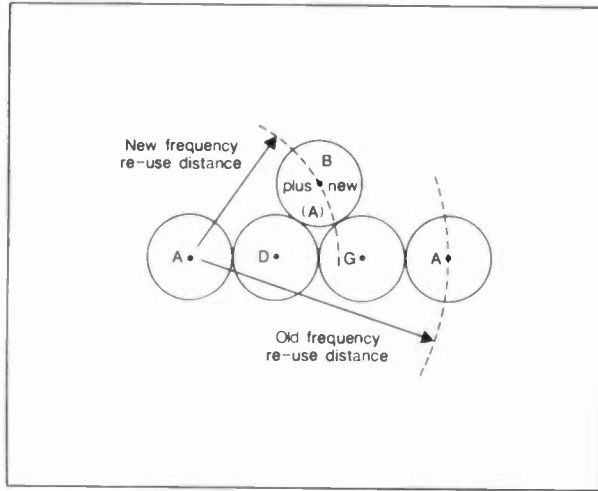 New frequency
re-use distance
B
plus new
(A)
A
D
G
A
Old frequency
re-use distance